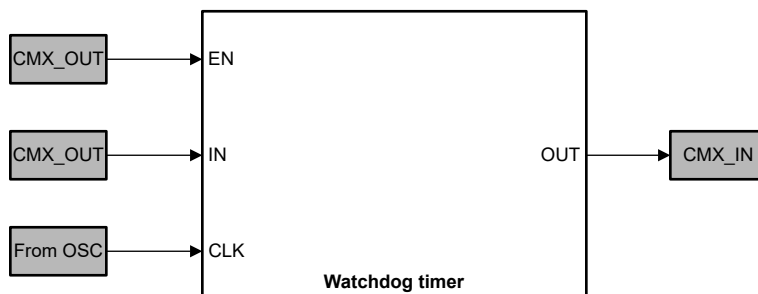 CMX_OUT
EN
CMX_OUT
IN
OUT
CMX_IN
From OSC
CLK
Watchdog timer